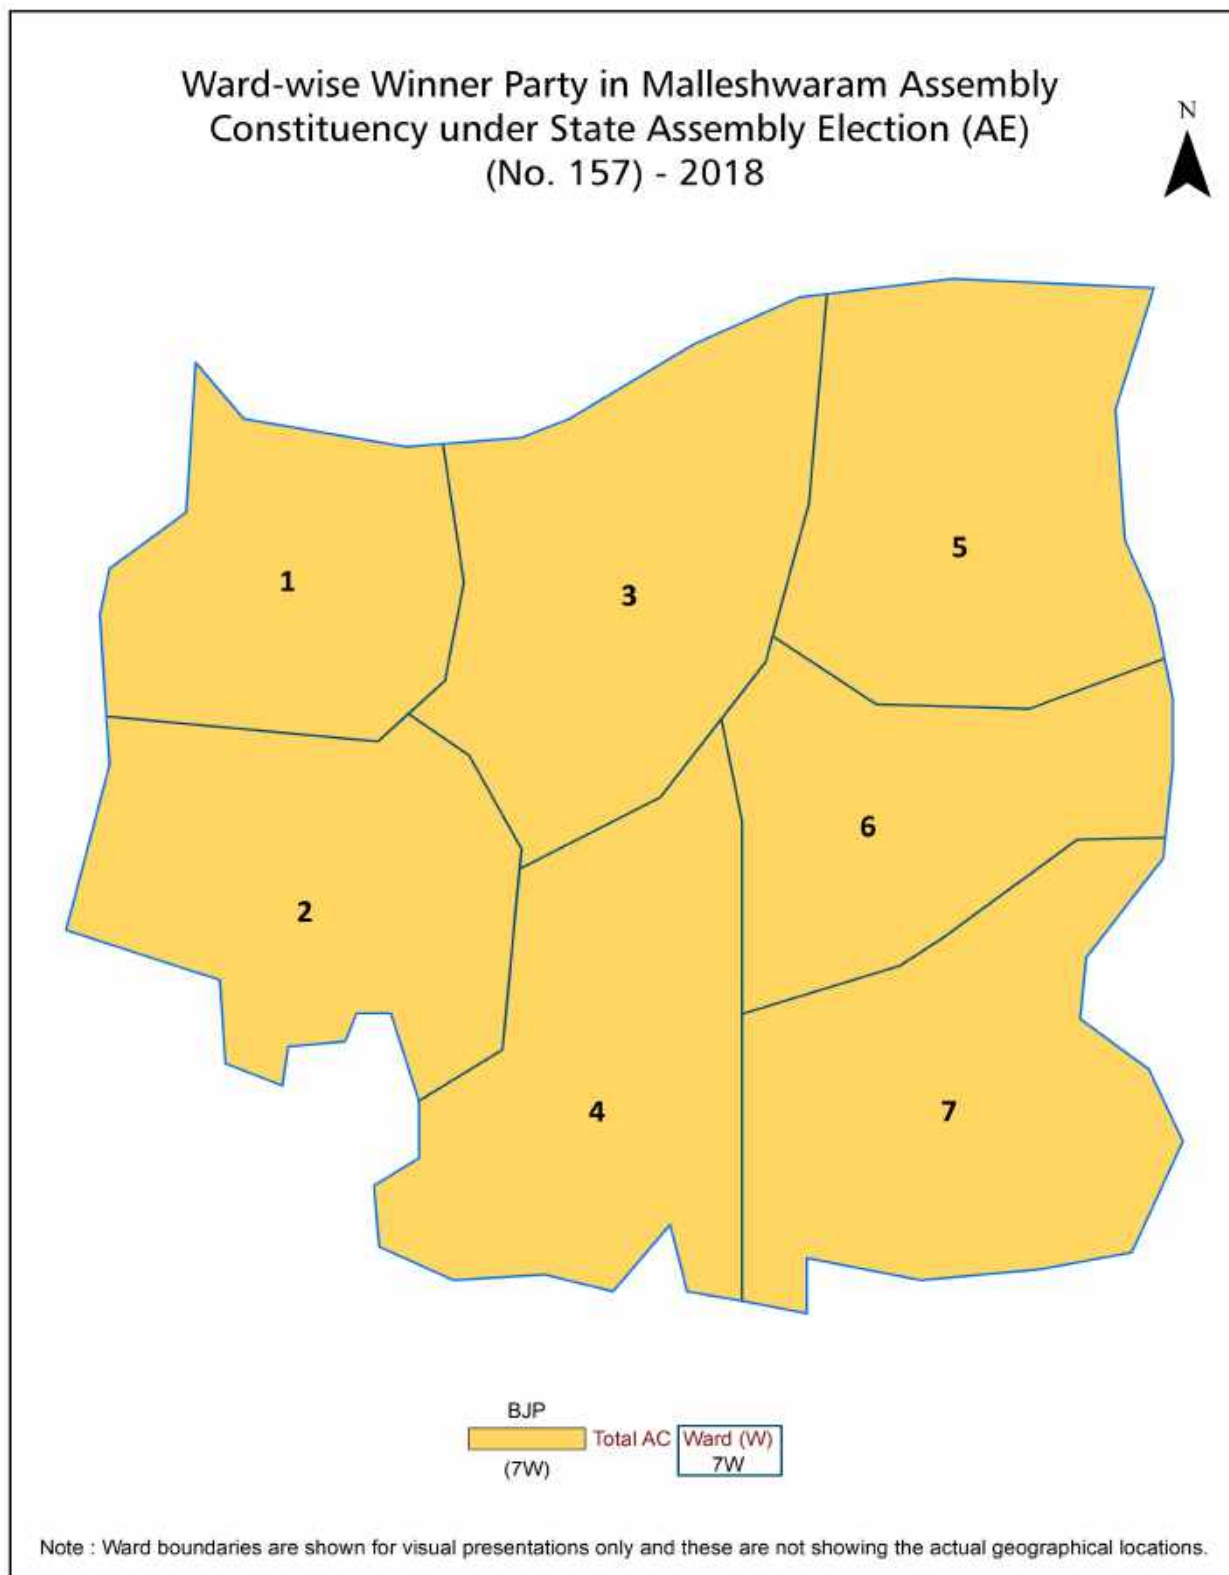 Ward-wise Winner Party in Malleshwaram Assembly
Constituency under State Assembly Election (AE)
(No. 157) - 2018
N
5
1
3
6
2
4
7
BJP
Total AC
Ward (W)
(7W)
7W
Note : Ward boundaries are shown for visual presentations only and these are not showing the actual geographical locations.